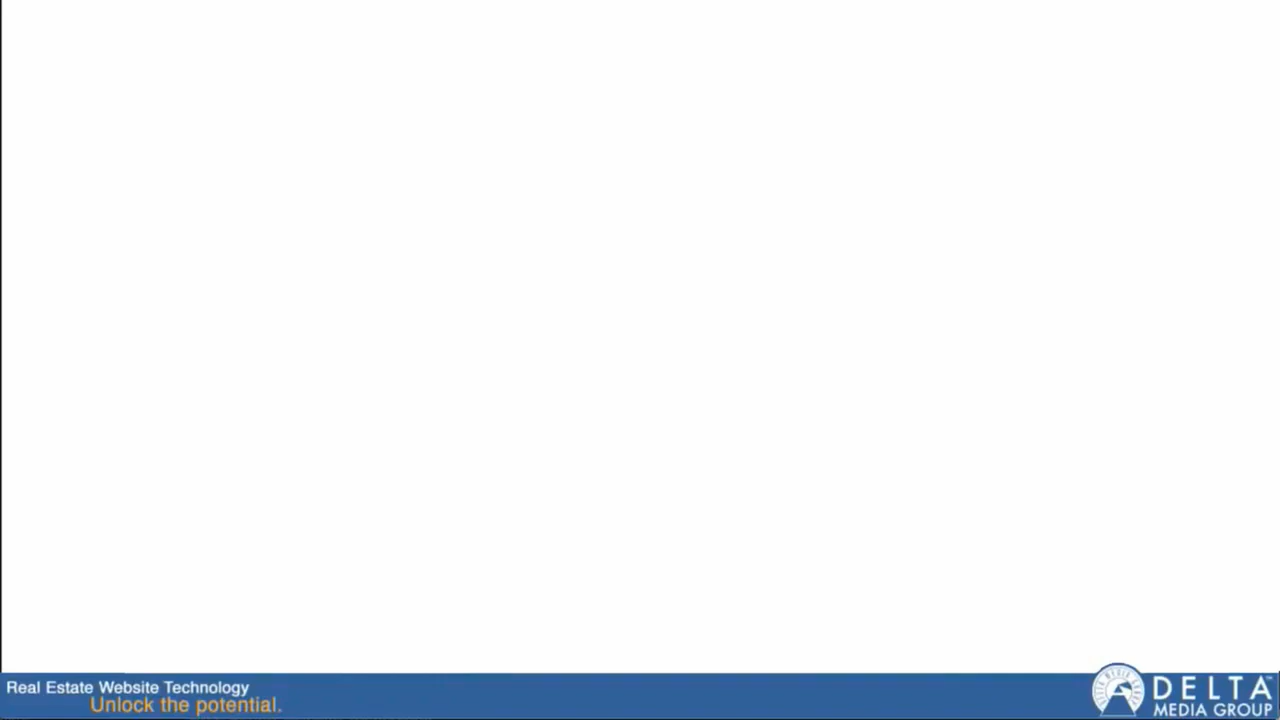 Real Estate Website Technology
Unlock the potential.
DELTA
MEDIA GROUP